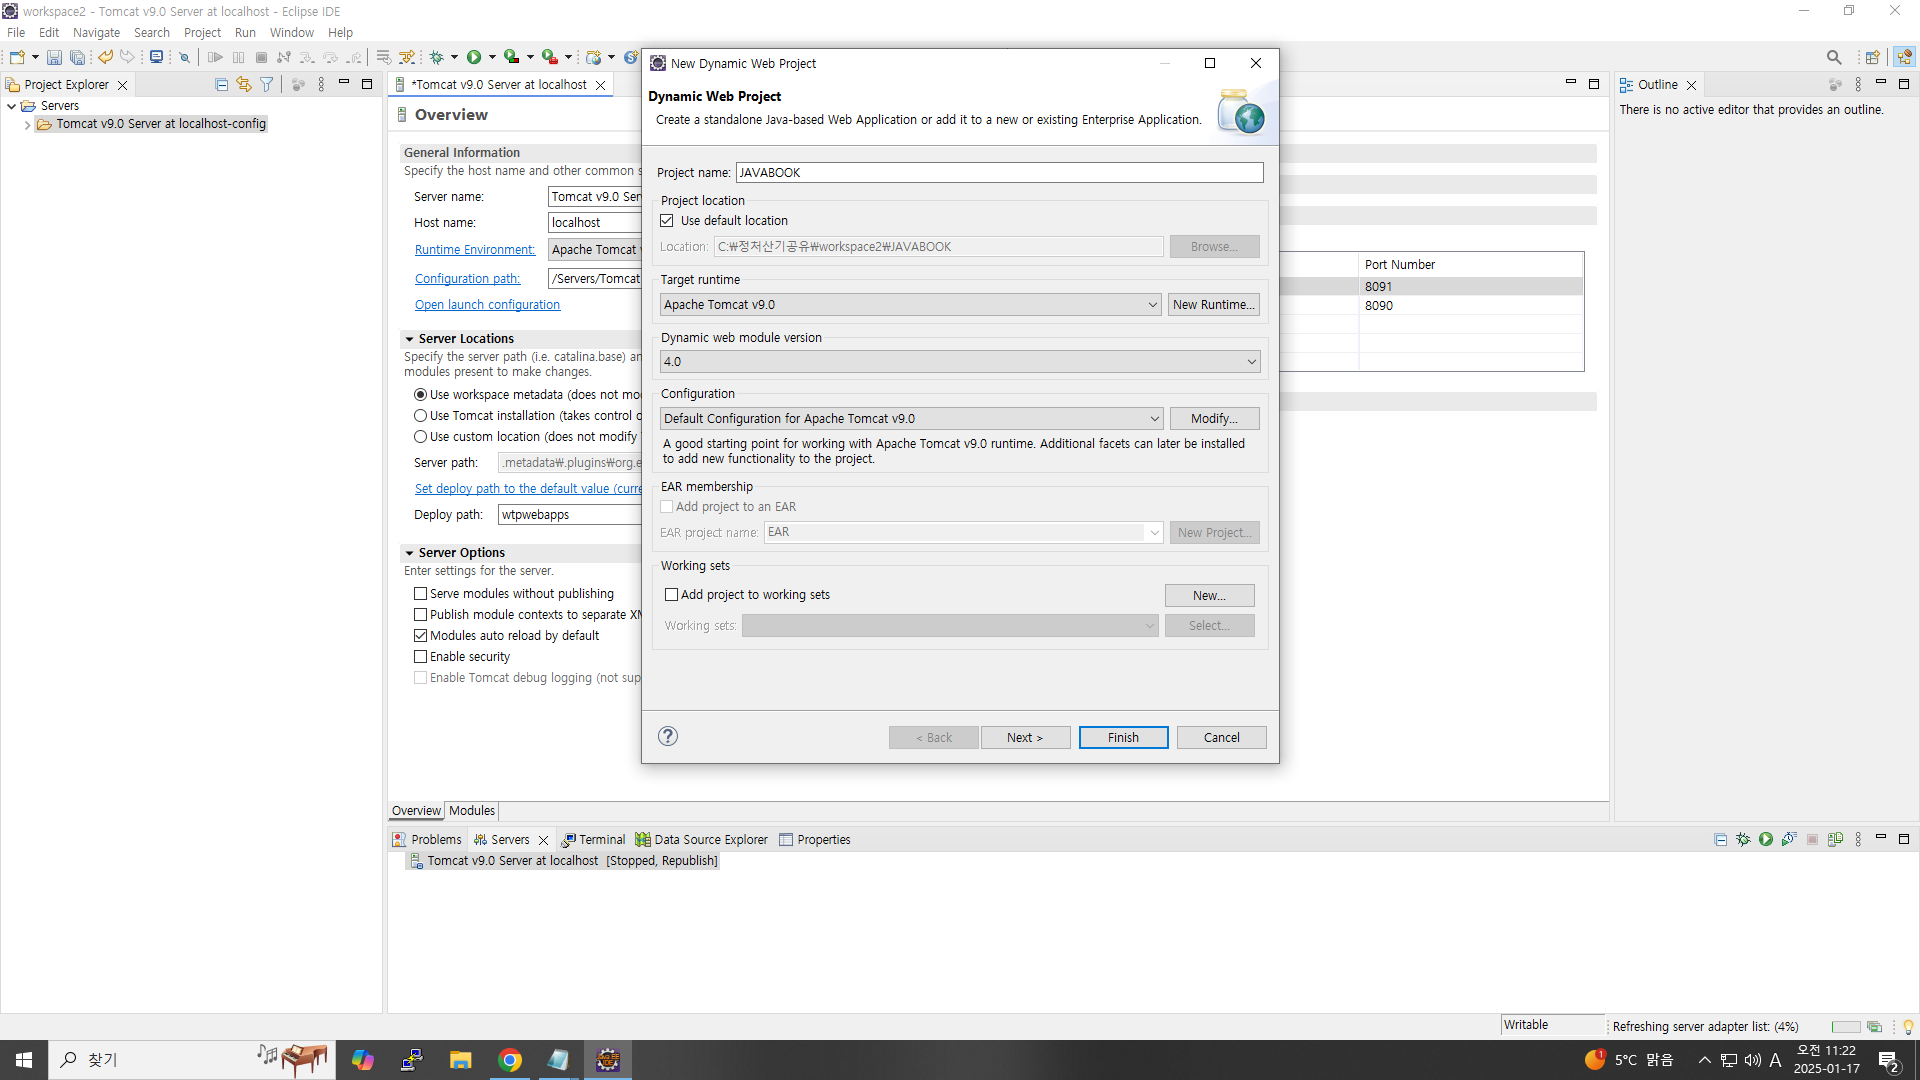 workspace2 - Tomcat v9.0 Server at localhost - Eclipse IDE
File Edit Navigate Search Project Run Window Help
Project Explorer
Servers
Tomcat v9.0 Server at localhost-config
*Tomcat v9.0 Server at localhost
Overview
General Information
Specify the host name and other common s
Server name: Tomcat v9.0 Ser
Host name: localhost
Runtime Environment: Apache Tomcat
Configuration path: /Servers/Tomcat
Open launch configuration
Server Locations
Specify the server path (i.e. catalina.base) an
modules present to make changes.
Use workspace metadata (does not mo
Use Tomcat installation (takes control o
Use custom location (does not modify
Server path: .metadata₩.plugins₩org.e
Set deploy path to the default value (curre
Deploy path: wtpwebapps
Server Options
Enter settings for the server.
Serve modules without publishing
Publish module contexts to separate XM
Modules auto reload by default
Enable security
Enable Tomcat debug logging (not sup
Overview Modules
New Dynamic Web Project
Dynamic Web Project
Create a standalone Java-based Web Application or add it to a new or existing Enterprise Application.
Project name: JAVABOOK
Project location
Use default location
Location: C:₩정처산기공유₩workspace2₩JAVABOOK Browse...
Target runtime
Apache Tomcat v9.0 New Runtime...
Dynamic web module version
4.0
Configuration
Default Configuration for Apache Tomcat v9.0 Modify...
A good starting point for working with Apache Tomcat v9.0 runtime. Additional facets can later be installed
to add new functionality to the project.
EAR membership
Add project to an EAR
EAR project name: EAR New Project...
Working sets
Add project to working sets New...
Working sets: Select...
< Back Next > Finish Cancel
Port Number
8091
8090
Outline
There is no active editor that provides an outline.
Problems Servers Terminal Data Source Explorer Properties
Tomcat v9.0 Server at localhost [Stopped, Republish]
Writable Refreshing server adapter list: (4%)
찾기
1 5°C 맑음 A 오전 11:22
2025-01-17 2